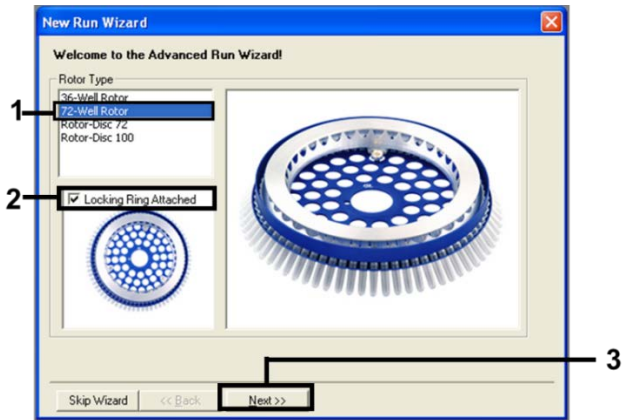 New Run Wizard
Welcome to the Advanced Run Wizard!
Rotor Type
36-Well Rotor
1
72-Well Rotor
Rotor-Disc 72
Rotor-Disc 100
2
Locking Ring Attached
3
Skip Wizard
<< Back
Next >>